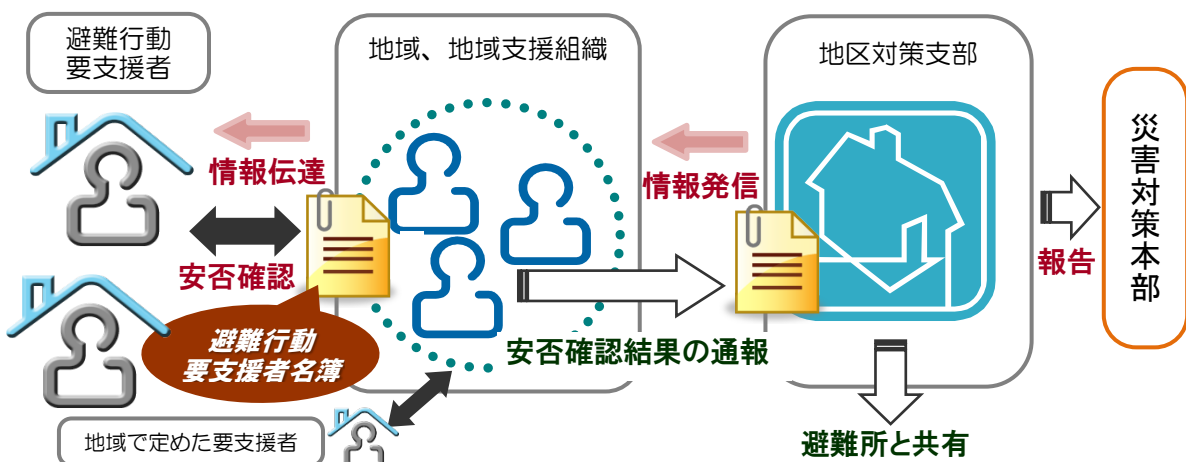 避難行動
要支援者
地域、地域支援組織
地区対策支部
災害対策本部
情報伝達
情報発信
安否確認
報告
避難行動
要支援者名簿
安否確認結果の通報
地域で定めた要支援者
避難所と共有